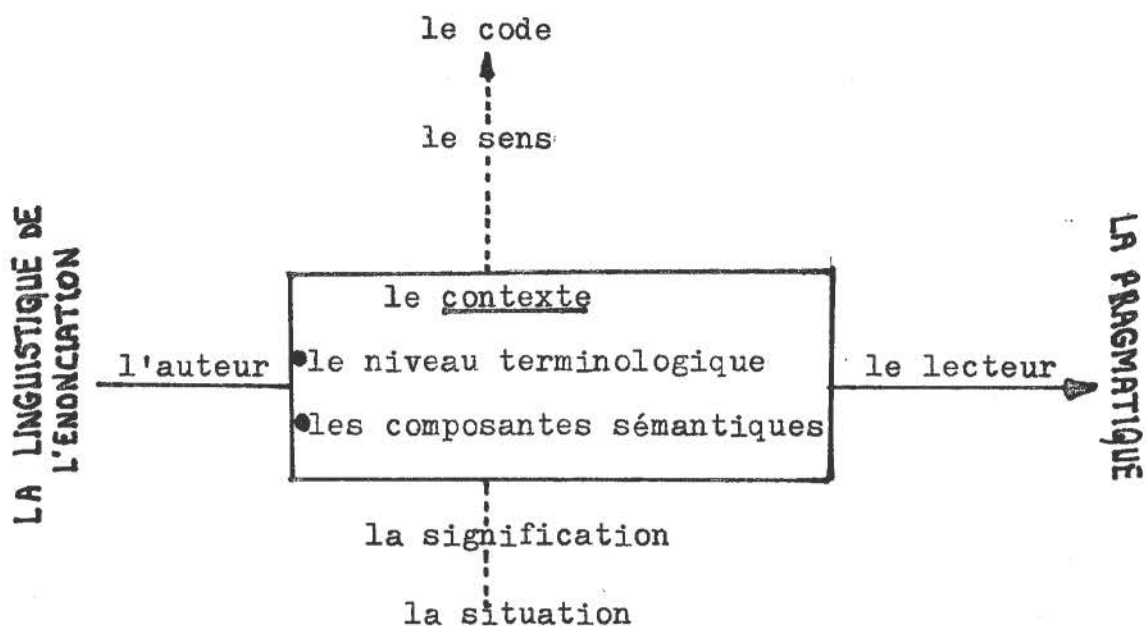 le code
le sens
LA LINGUISTIQUE DE
L'ENONCIATION
le contexte
l'auteur
le niveau terminologique
le lecteur
les composantes sémantiques
LA PRAGMATIQUE
la signification
la situation